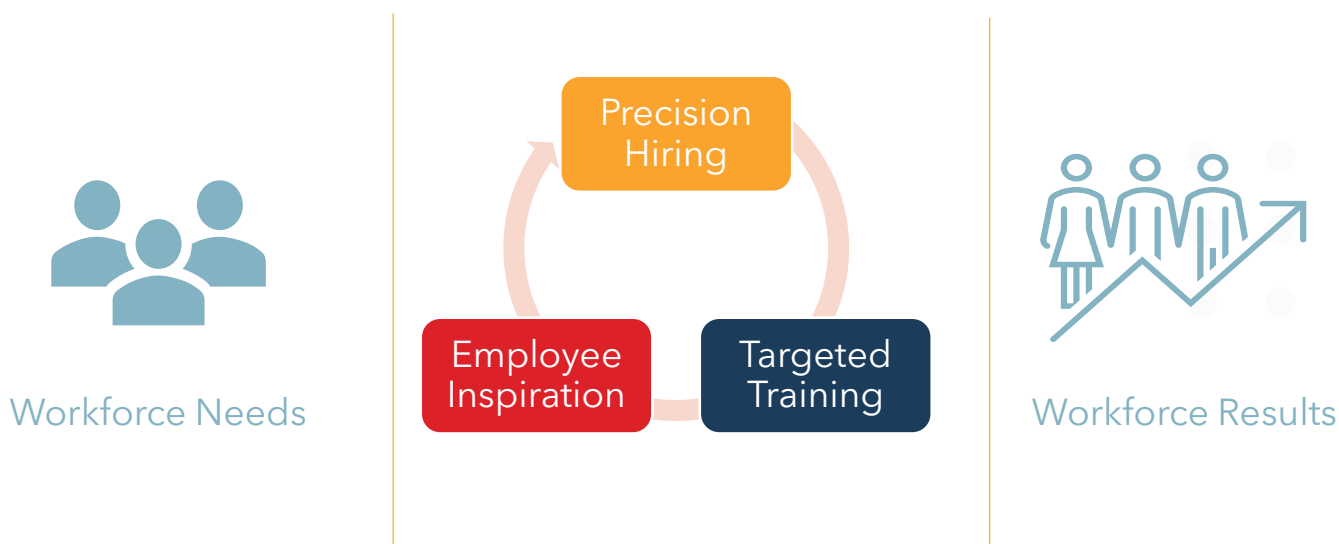 Workforce Needs
Precision
Hiring
Employee
Inspiration
Targeted
Training
Workforce Results